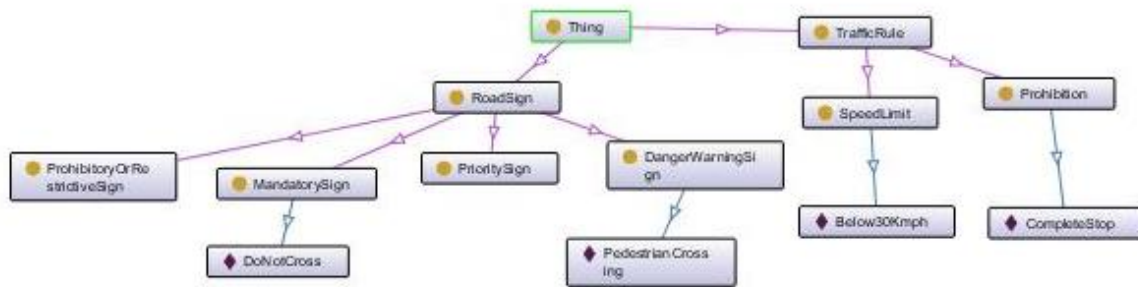 Thing
TrafficRule
RoadSign
Prohibition
SpeedLimit
ProhibitoryOrRe
strictiveSign
MandatorySign
PrioritySign
DangerWarningSi
gn
Below30Kmph
CompleteStop
DoNotCross
PedestrianCross
ing